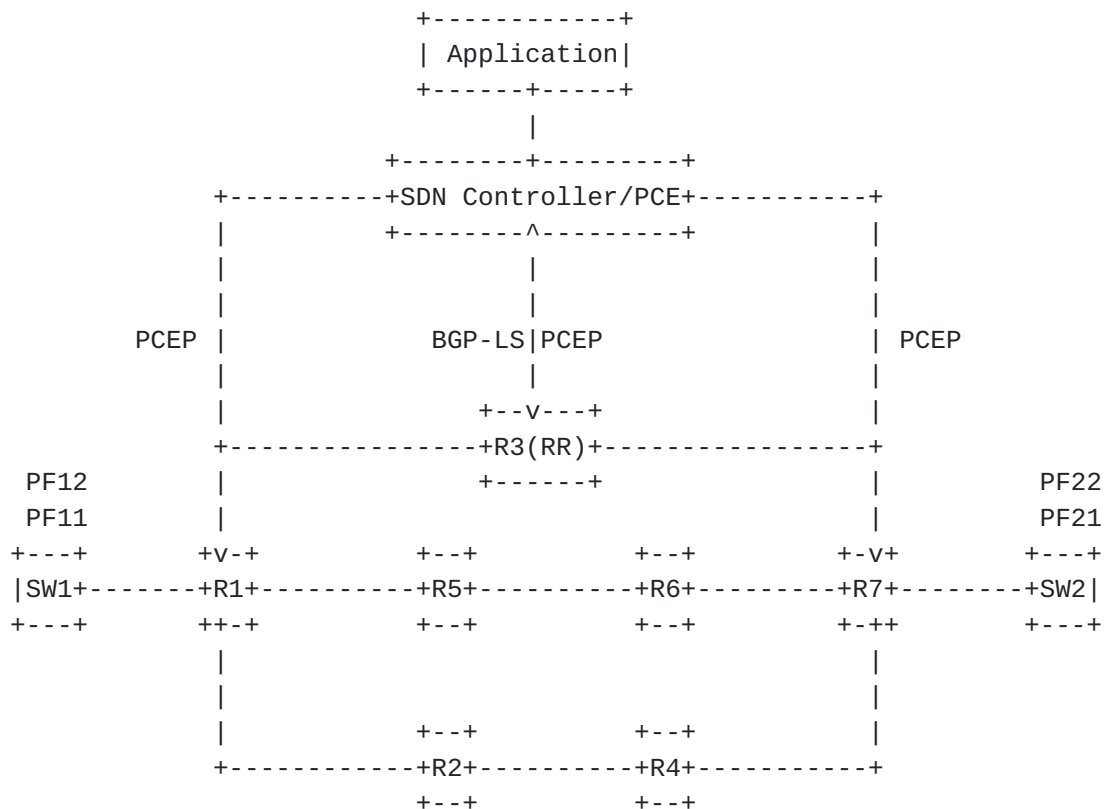 Application
SDN Controller/PCE
PCEP BGP-LS PCEP PCEP
R3(RR)
PF12 PF22
PF11 PF21
SW1 R1 R5 R6 R7 SW2
R2 R4